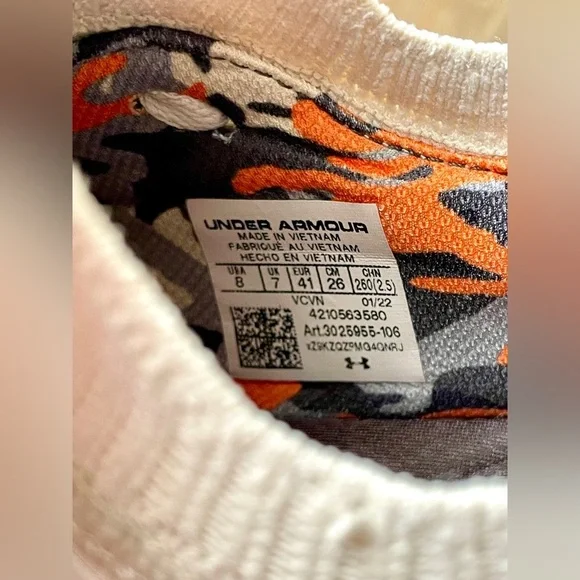 UNDER ARMOUR
MADE IN VIETNAM
FABRIQUÉ AU VIETNAM
HECHO EN VIETNAM
USA UK EUR CM CHN
8 7 41 26 260(2.5)
VCVN 01/22
4210563580
Art.3025955-106